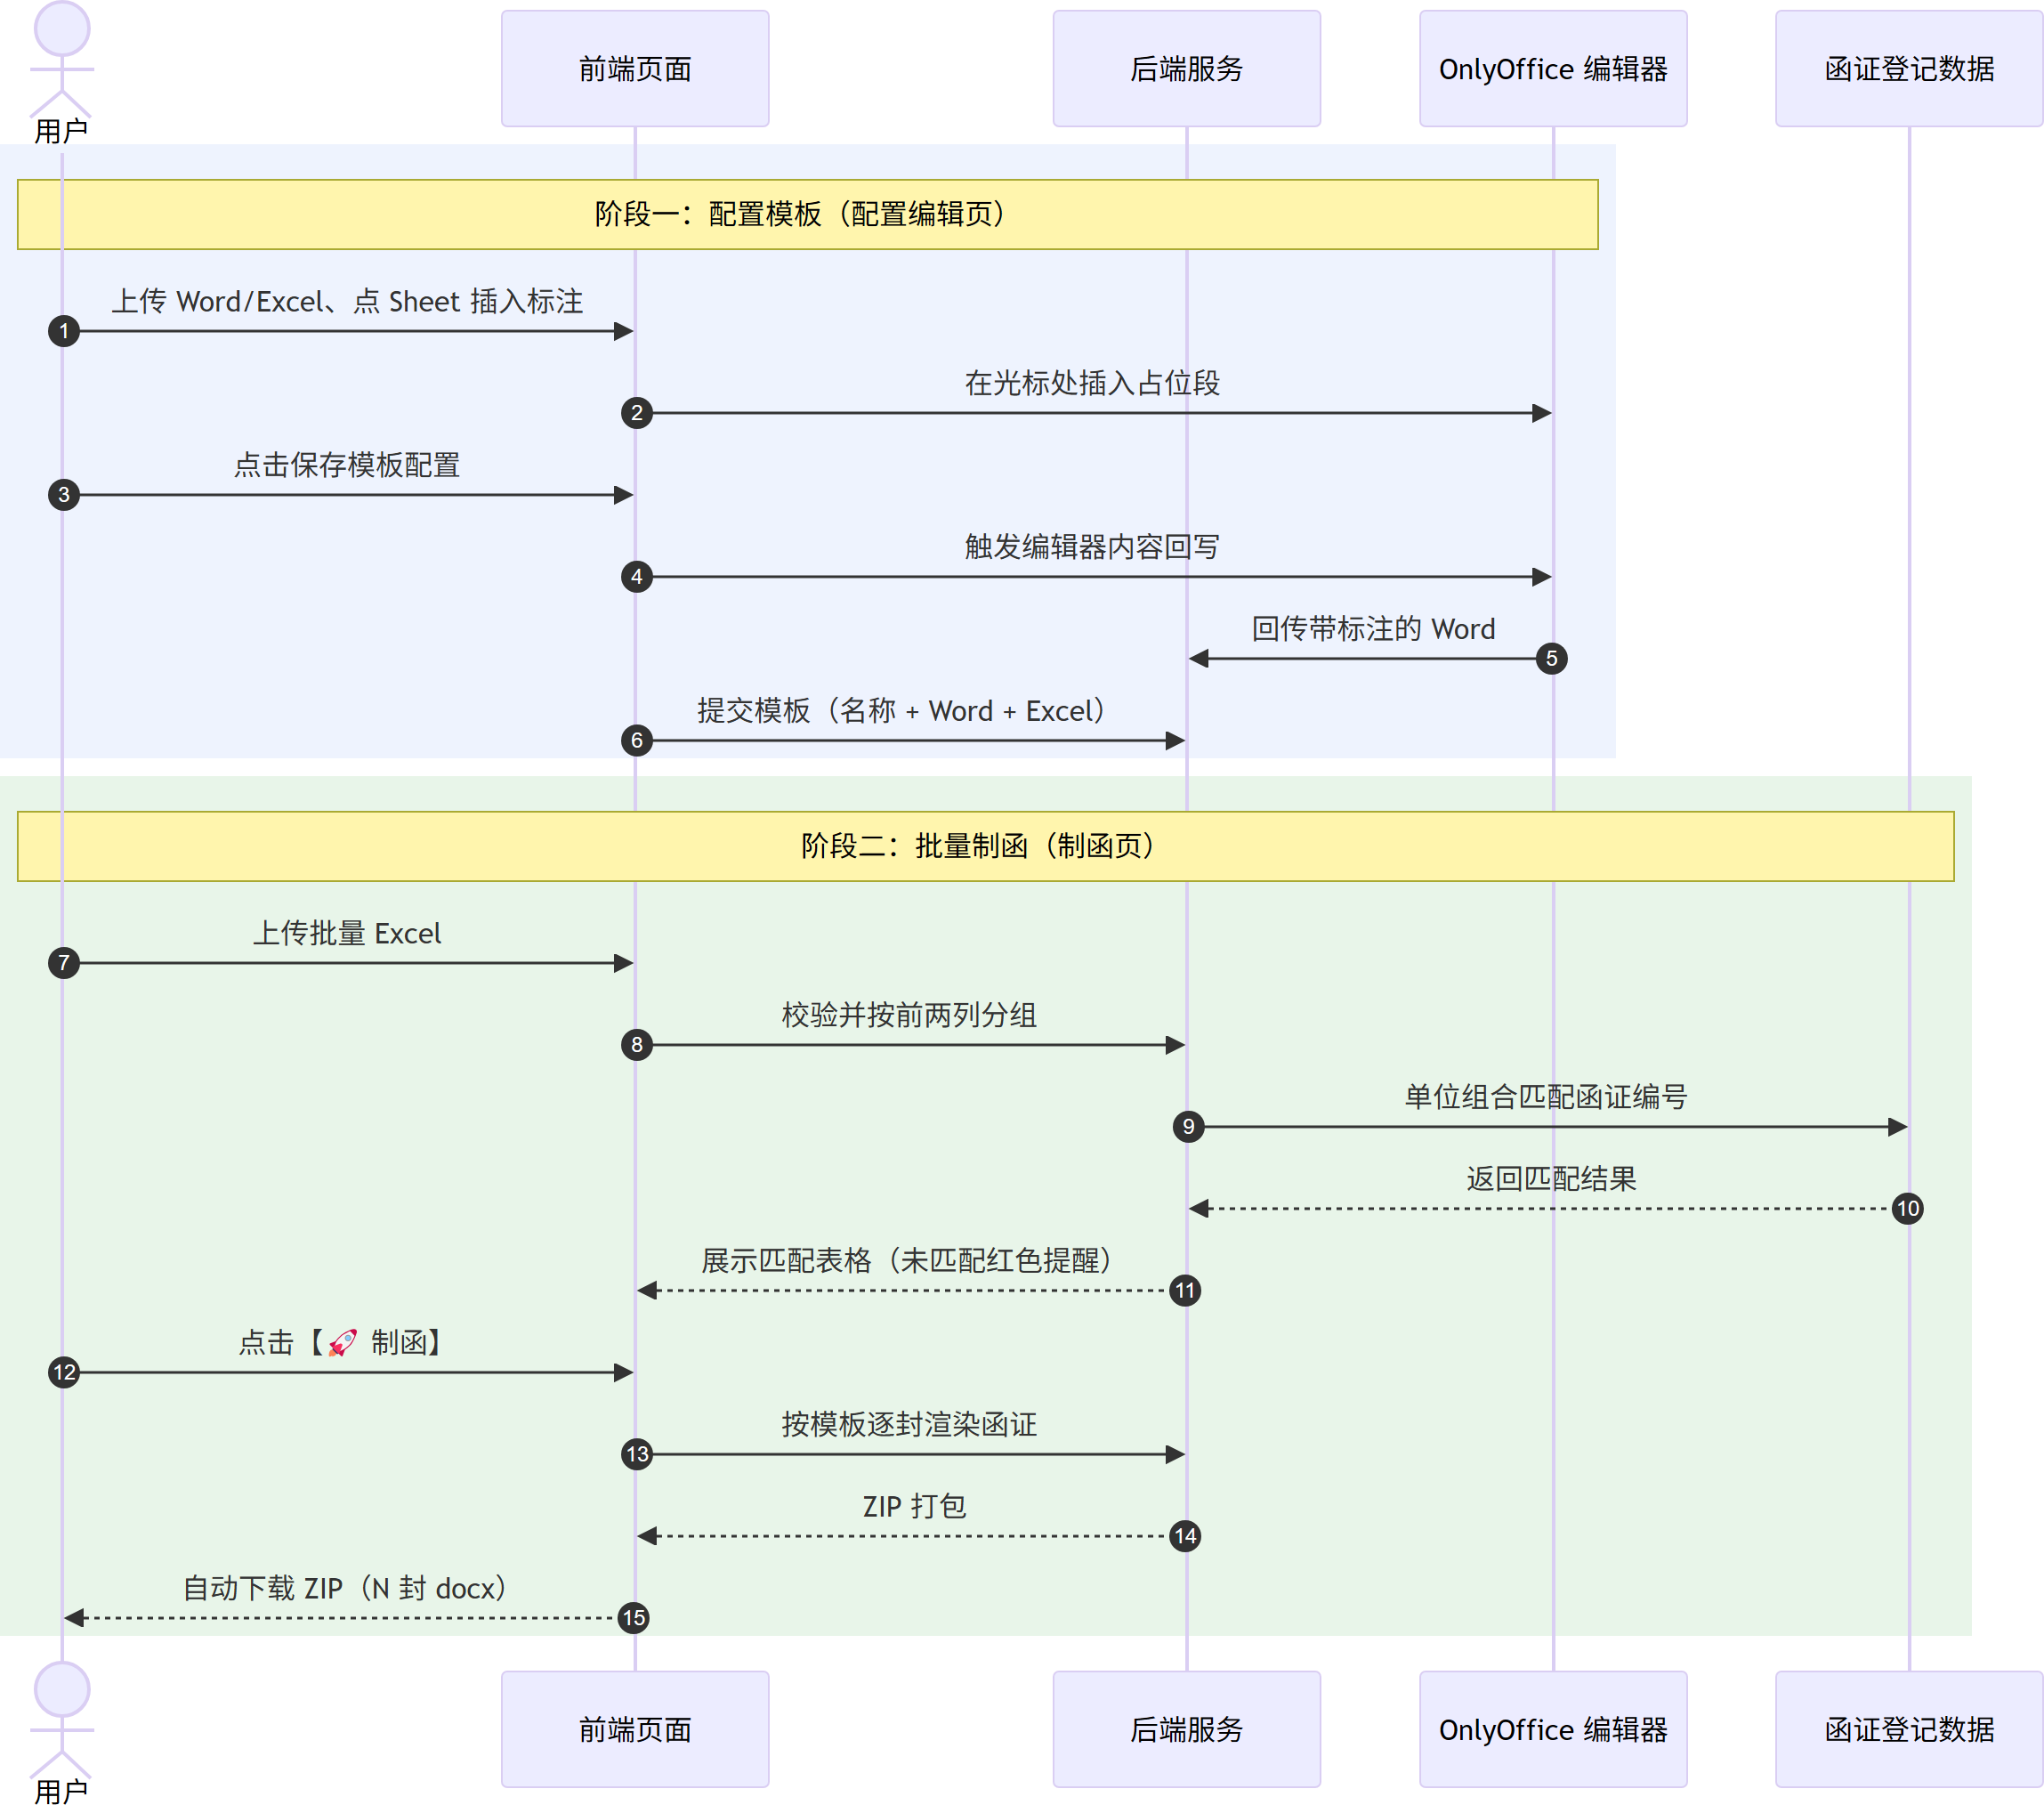 用户
前端页面
后端服务
OnlyOffice 编辑器
函证登记数据
阶段一：配置模板（配置编辑页）
上传 Word/Excel、点 Sheet 插入标注
1
在光标处插入占位段
2
点击保存模板配置
3
触发编辑器内容回写
4
回传带标注的 Word
5
提交模板（名称 + Word + Excel）
6
阶段二：批量制函（制函页）
上传批量 Excel
7
校验并按前两列分组
8
单位组合匹配函证编号
9
返回匹配结果
10
展示匹配表格（未匹配红色提醒）
11
点击【🚀 制函】
12
按模板逐封渲染函证
13
ZIP 打包
14
自动下载 ZIP（N 封 docx）
15
用户
前端页面
后端服务
OnlyOffice 编辑器
函证登记数据